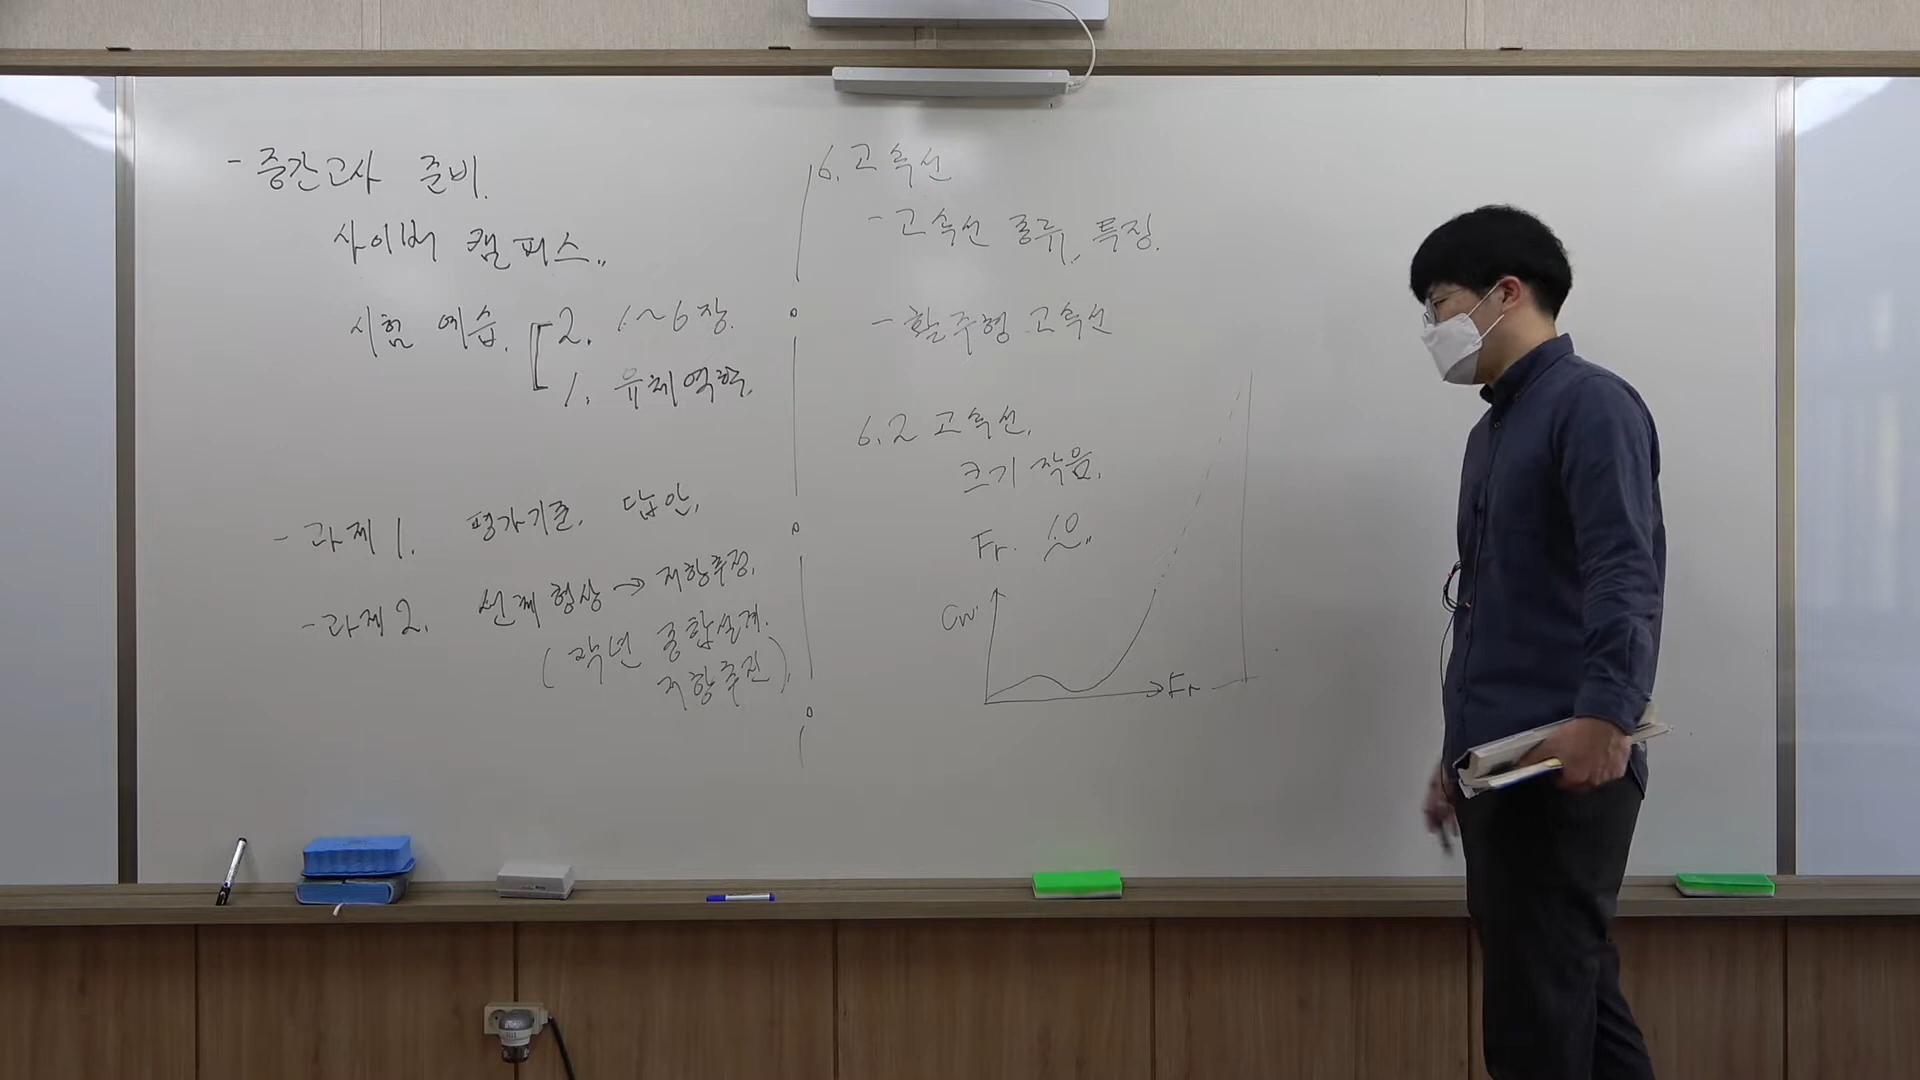 - 중간고사 준비.
사이버 캠퍼스..
시험 예습. [ 2. 1~6장.
1. 유체역학.
- 과제 1. 평가기준. 답안.
- 과제 2. 선체형상 → 저항추정.
(작년 종합설계.
저항추진).
6. 고속선
- 고속선 종류., 특징.
- 활주형 고속선
6.2 고속선.
크기 작음.
Fr. 1.0
Cw
Fr